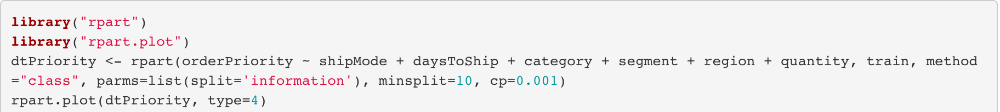 library("rpart")
library("rpart.plot")
dtPriority <- rpart(orderPriority ~ shipMode + daysToShip + category + segment + region + quantity, train, method
="class", parms=list(split='information'), minsplit=10, cp=0.001)
rpart.plot(dtPriority, type=4)